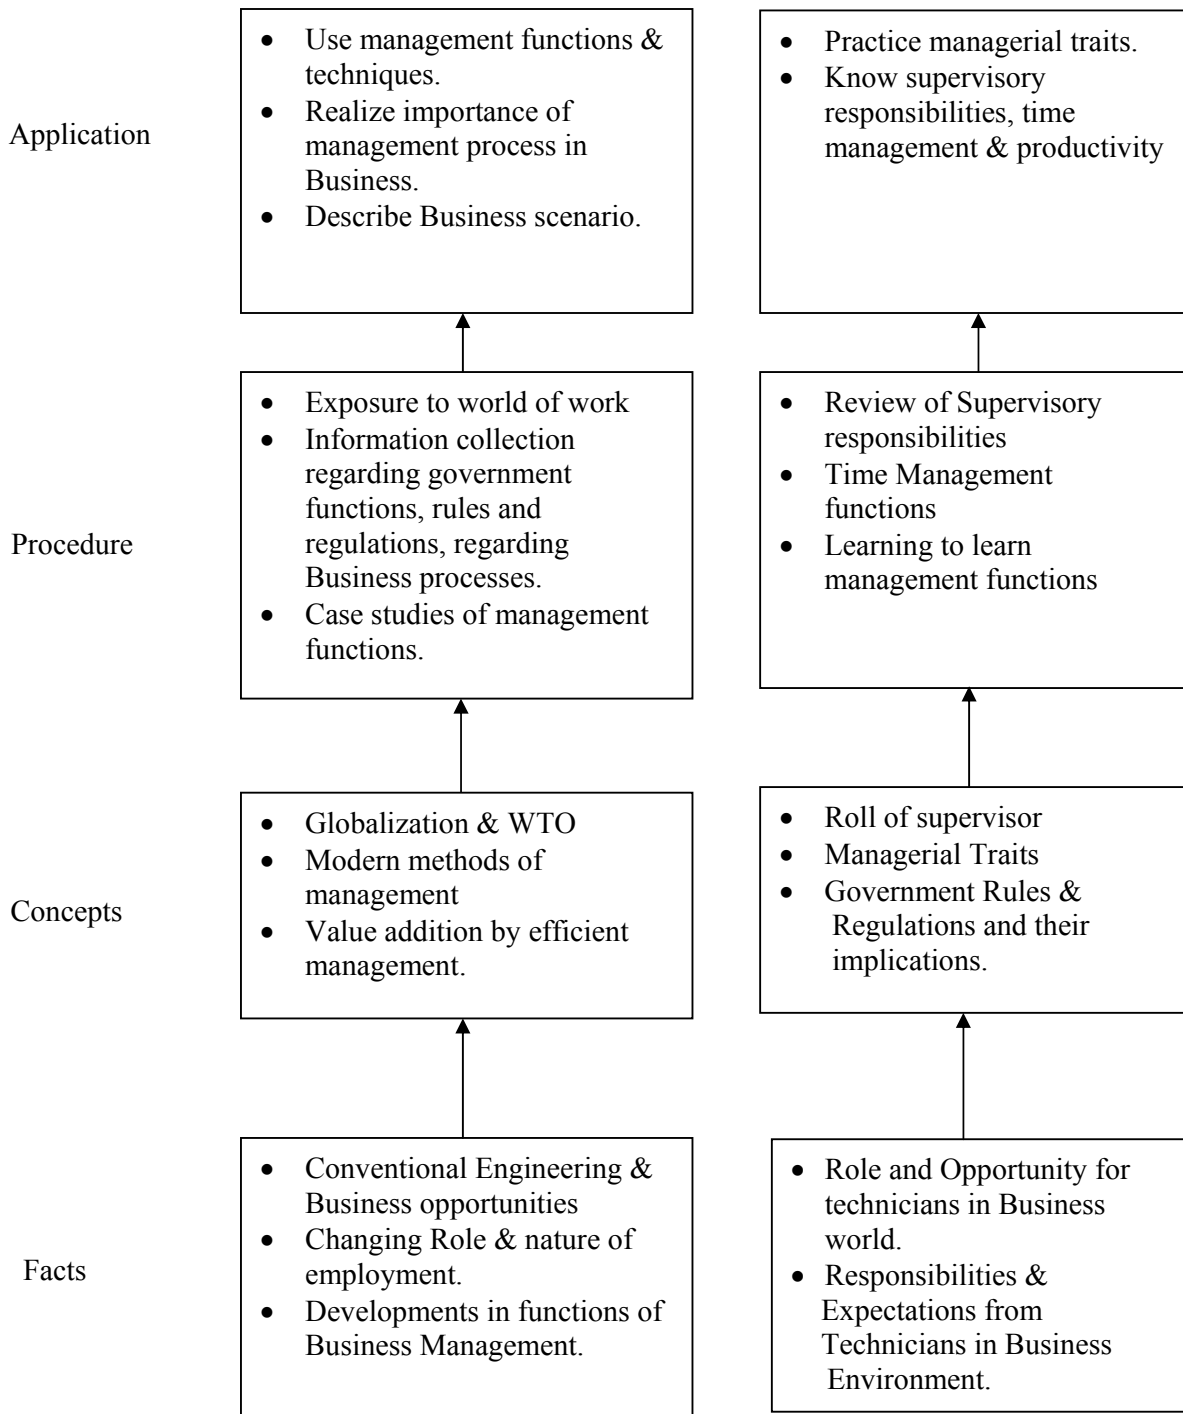 Application
• Use management functions &
techniques.
• Realize importance of
management process in
Business.
• Describe Business scenario.
• Practice managerial traits.
• Know supervisory
responsibilities, time
management & productivity
Procedure
• Exposure to world of work
• Information collection
regarding government
functions, rules and
regulations, regarding
Business processes.
• Case studies of management
functions.
• Review of Supervisory
responsibilities
• Time Management
functions
• Learning to learn
management functions
Concepts
• Globalization & WTO
• Modern methods of
management
• Value addition by efficient
management.
• Roll of supervisor
• Managerial Traits
• Government Rules &
Regulations and their
implications.
Facts
• Conventional Engineering &
Business opportunities
• Changing Role & nature of
employment.
• Developments in functions of
Business Management.
• Role and Opportunity for
technicians in Business
world.
• Responsibilities &
Expectations from
Technicians in Business
Environment.